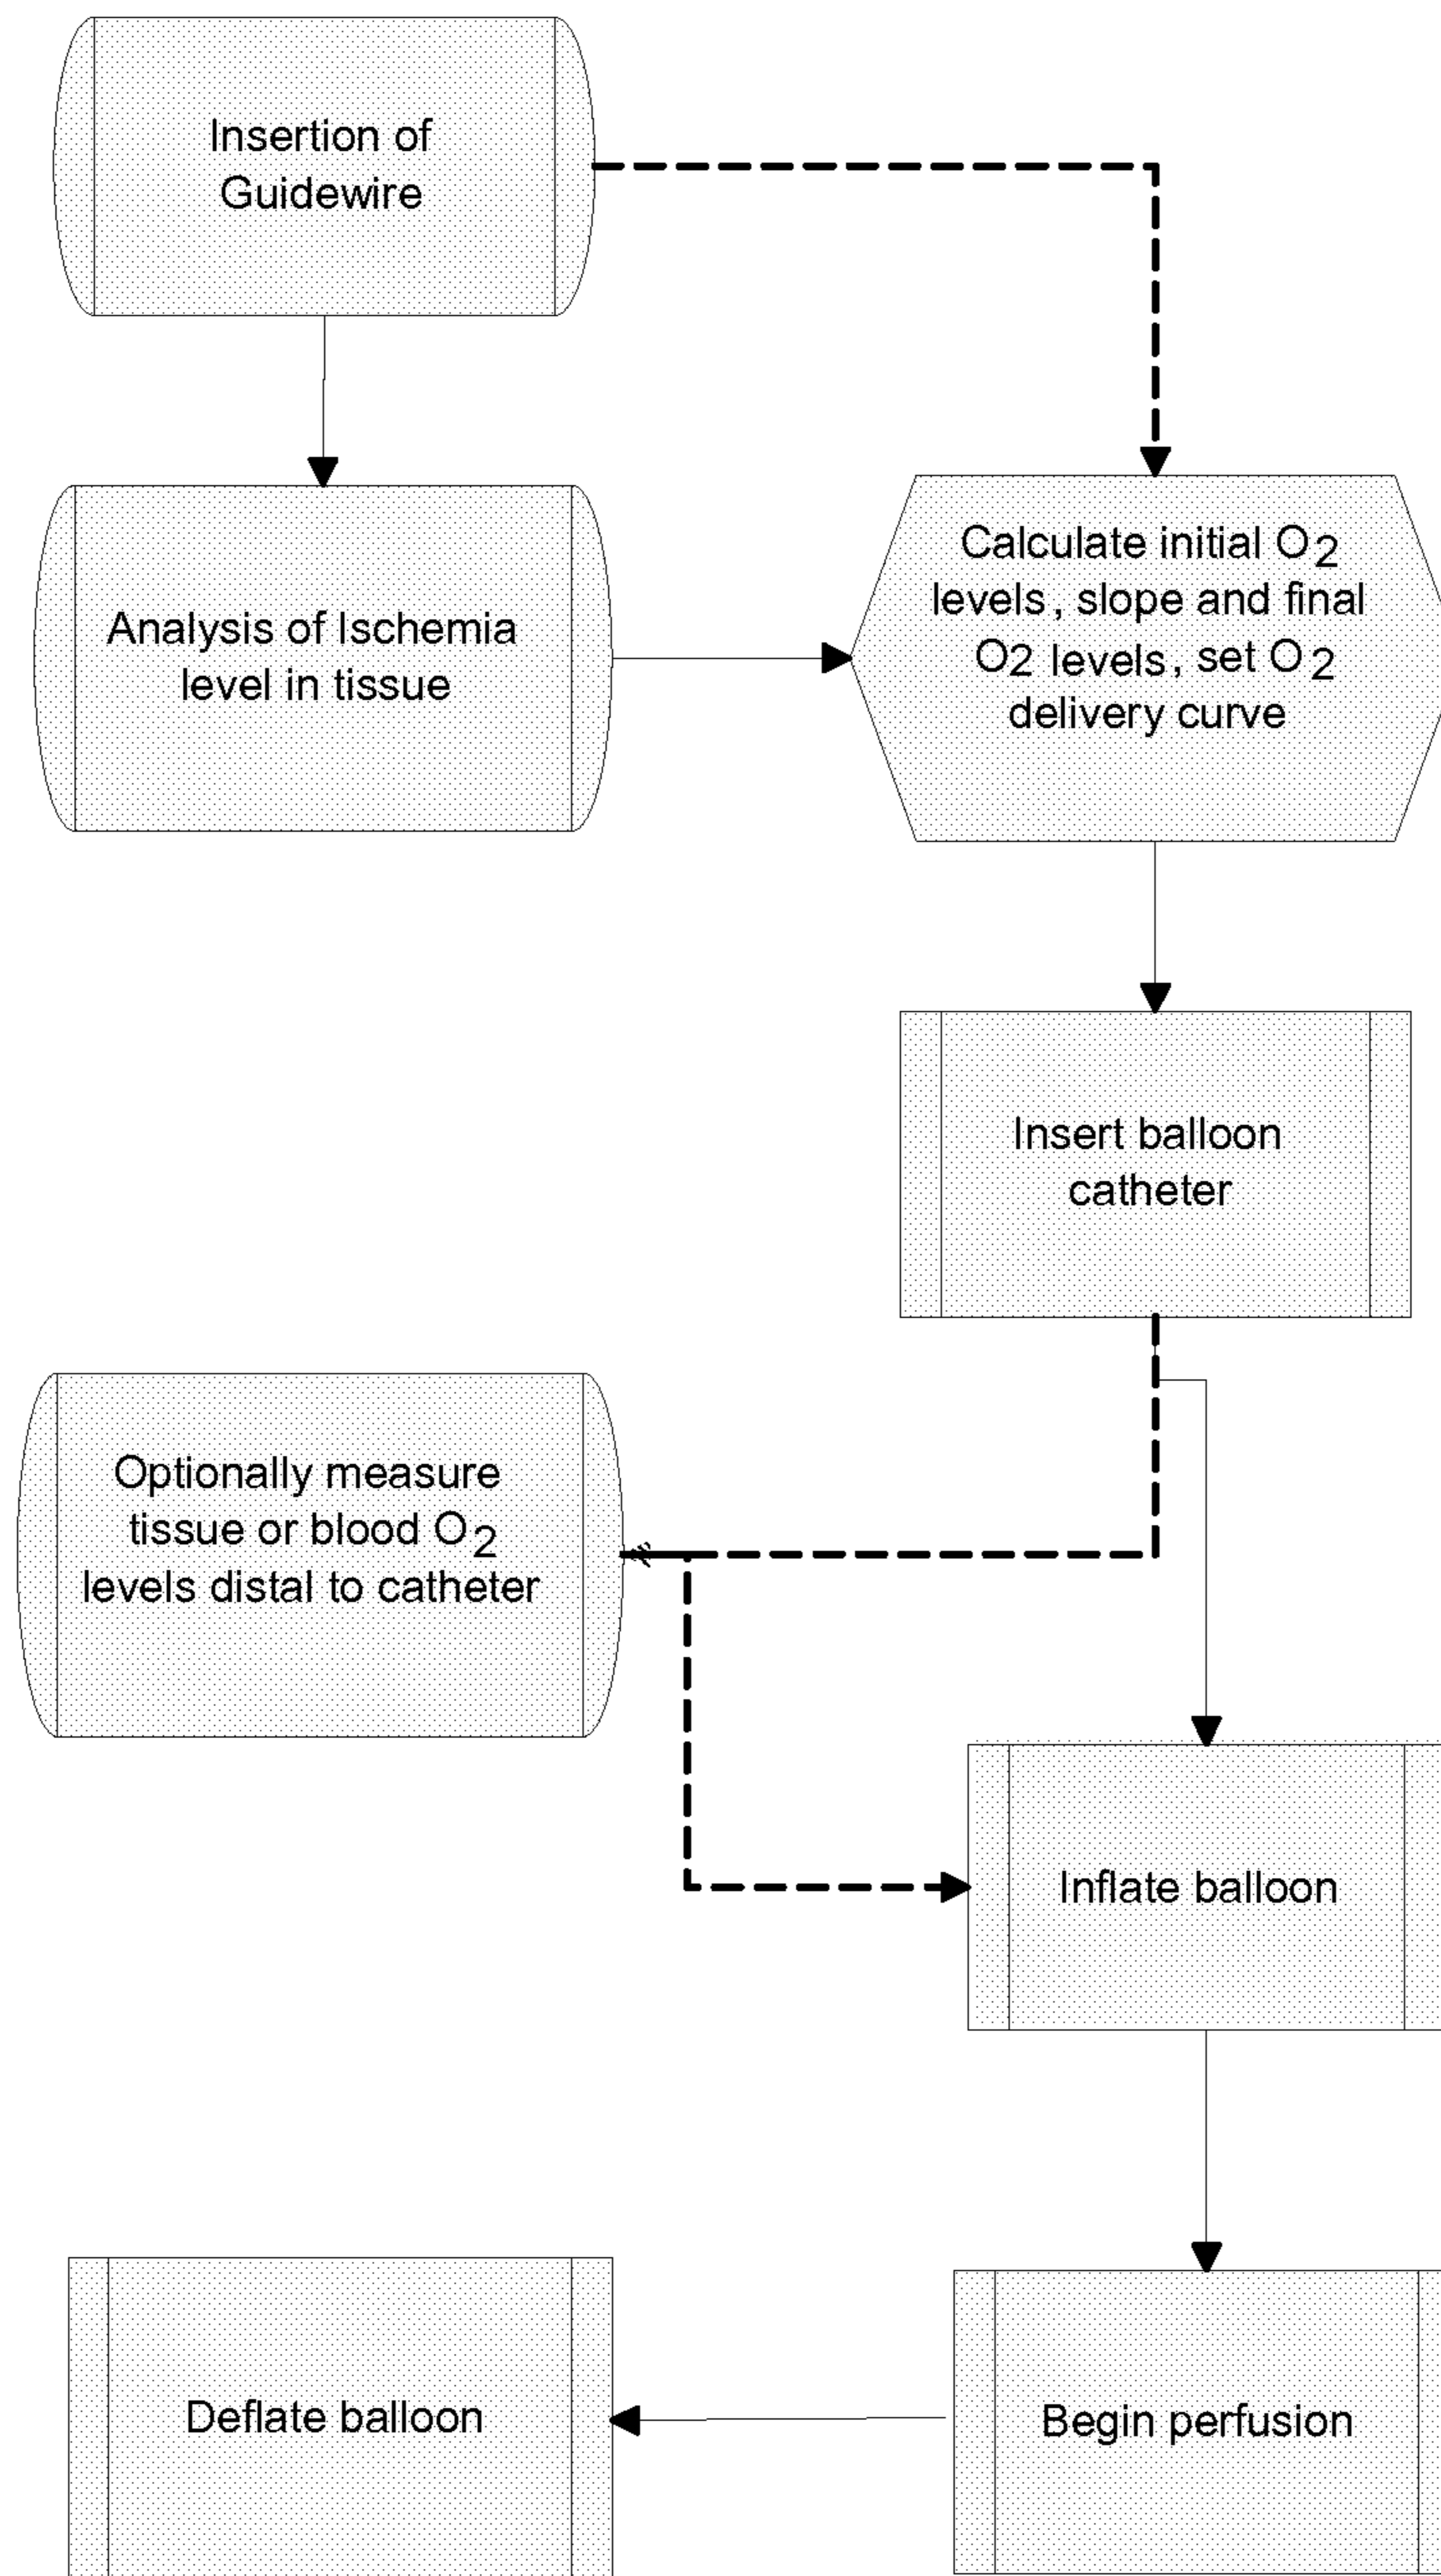 Insertion of
Guidewire
Analysis of Ischemia
level in tissue
Calculate initial O2
levels, slope and final
O2 levels, set O2
delivery curve
Insert balloon
catheter
Optionally measure
tissue or blood O2
levels distal to catheter
Inflate balloon
Deflate balloon
Begin perfusion